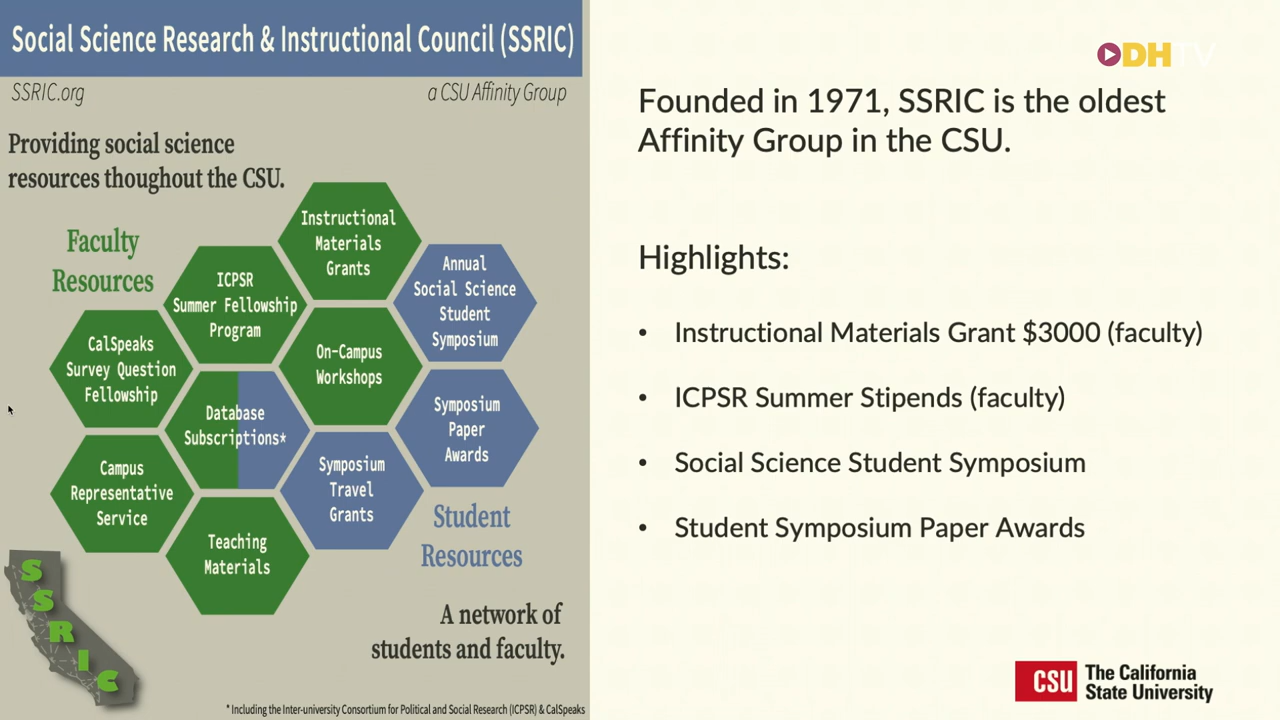 Social Science Research & Instructional Council (SSRIC)
SSRIC.org
a CSU Affinity Group
Providing social science
resources thoughout the CSU.
Faculty
Resources
Instructional
Materials
Grants
ICPSR
Summer Fellowship
Program
Annual
Social Science
Student
Symposium
CalSpeaks
Survey Question
Fellowship
On-Campus
Workshops
Database
Subscriptions*
Symposium
Paper
Awards
Campus
Representative
Service
Symposium
Travel
Grants
Teaching
Materials
Student
Resources
S
S
R
I
C
A network of
students and faculty.
* Including the Inter-university Consortium for Political and Social Research (ICPSR) & CalSpeaks
DHTV
Founded in 1971, SSRIC is the oldest
Affinity Group in the CSU.
Highlights:
• Instructional Materials Grant $3000 (faculty)
• ICPSR Summer Stipends (faculty)
• Social Science Student Symposium
• Student Symposium Paper Awards
CSU
The California
State University